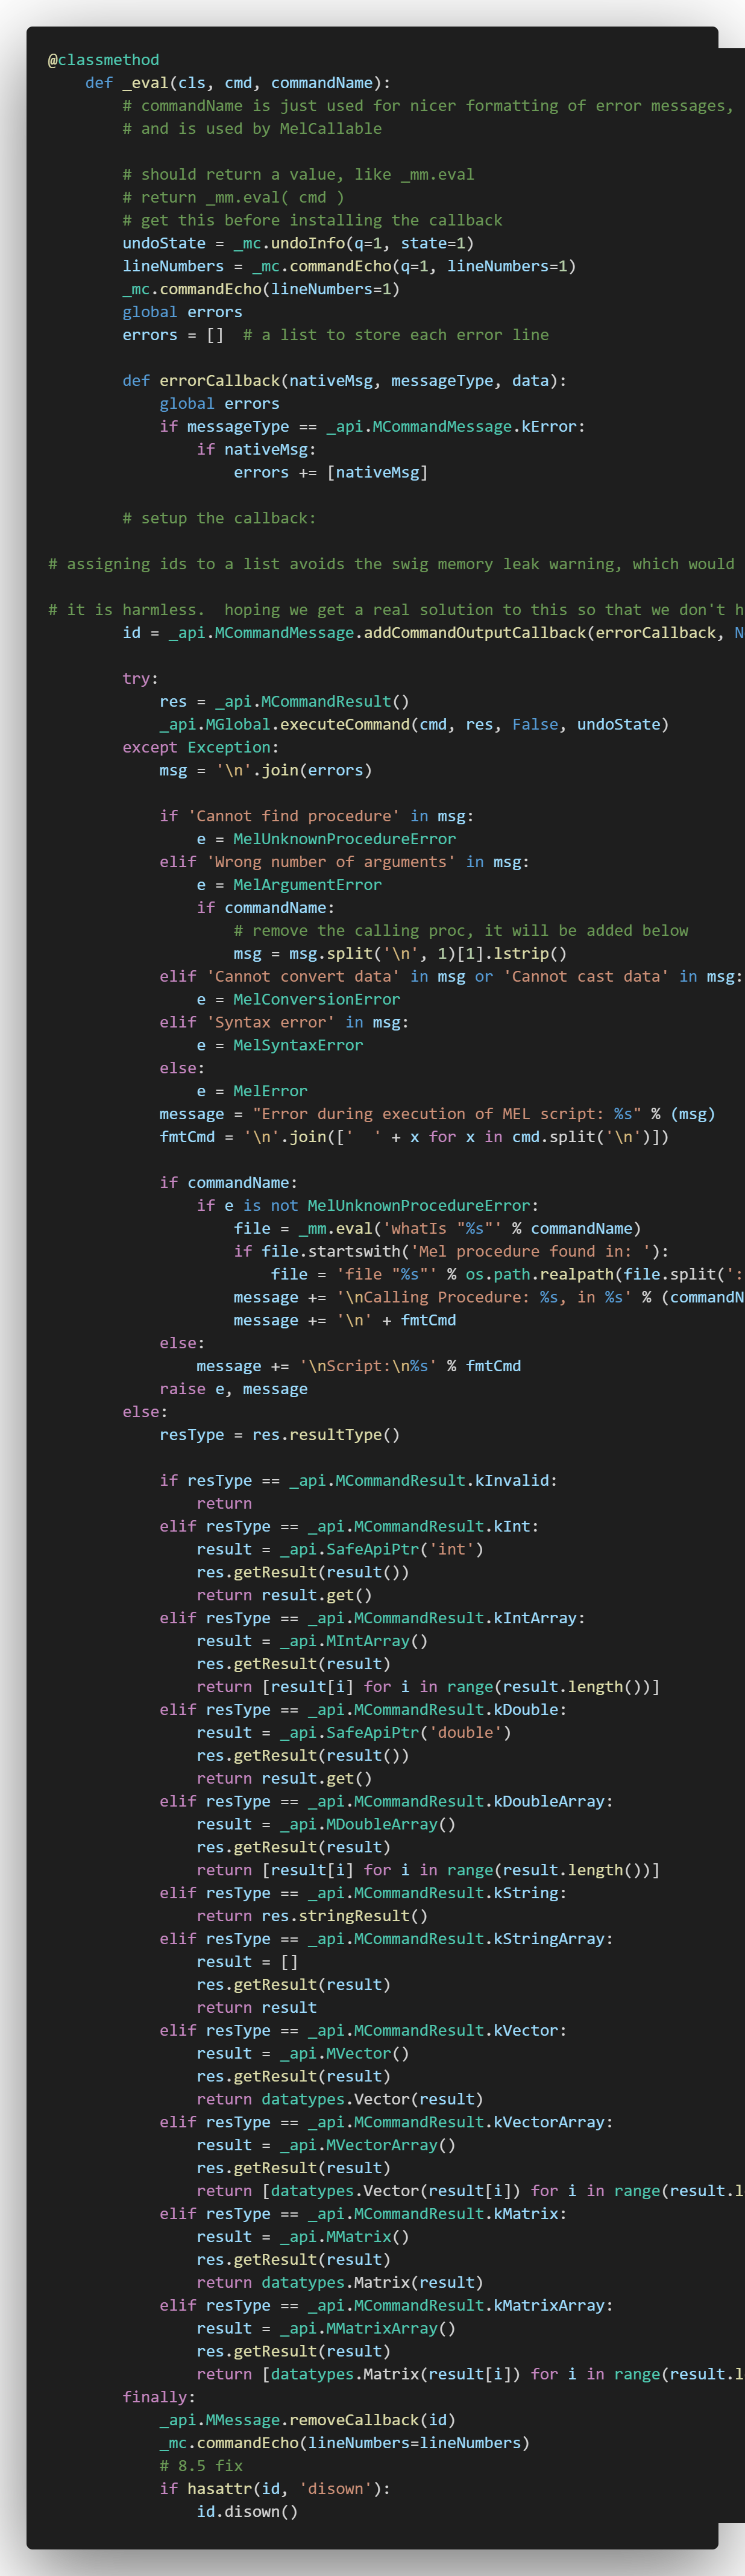 @classmethod
    def _eval(cls, cmd, commandName):
        # commandName is just used for nicer formatting of error messages,
        # and is used by MelCallable

        # should return a value, like _mm.eval
        # return _mm.eval( cmd )
        # get this before installing the callback
        undoState = _mc.undoInfo(q=1, state=1)
        lineNumbers = _mc.commandEcho(q=1, lineNumbers=1)
        _mc.commandEcho(lineNumbers=1)
        global errors
        errors = []  # a list to store each error line

        def errorCallback(nativeMsg, messageType, data):
            global errors
            if messageType == _api.MCommandMessage.kError:
                if nativeMsg:
                    errors += [nativeMsg]

        # setup the callback:

# assigning ids to a list avoids the swig memory leak warning, which would

# it is harmless.  hoping we get a real solution to this so that we don't h
        id = _api.MCommandMessage.addCommandOutputCallback(errorCallback, N

        try:
            res = _api.MCommandResult()
            _api.MGlobal.executeCommand(cmd, res, False, undoState)
        except Exception:
            msg = '\n'.join(errors)

            if 'Cannot find procedure' in msg:
                e = MelUnknownProcedureError
            elif 'Wrong number of arguments' in msg:
                e = MelArgumentError
                if commandName:
                    # remove the calling proc, it will be added below
                    msg = msg.split('\n', 1)[1].lstrip()
            elif 'Cannot convert data' in msg or 'Cannot cast data' in msg:
                e = MelConversionError
            elif 'Syntax error' in msg:
                e = MelSyntaxError
            else:
                e = MelError
            message = "Error during execution of MEL script: %s" % (msg)
            fmtCmd = '\n'.join(['  ' + x for x in cmd.split('\n')])

            if commandName:
                if e is not MelUnknownProcedureError:
                    file = _mm.eval('whatIs "%s"' % commandName)
                    if file.startswith('Mel procedure found in: '):
                        file = 'file "%s"' % os.path.realpath(file.split(':
                    message += '\nCalling Procedure: %s, in %s' % (commandN
                    message += '\n' + fmtCmd
            else:
                message += '\nScript:\n%s' % fmtCmd
            raise e, message
        else:
            resType = res.resultType()

            if resType == _api.MCommandResult.kInvalid:
                return
            elif resType == _api.MCommandResult.kInt:
                result = _api.SafeApiPtr('int')
                res.getResult(result())
                return result.get()
            elif resType == _api.MCommandResult.kIntArray:
                result = _api.MIntArray()
                res.getResult(result)
                return [result[i] for i in range(result.length())]
            elif resType == _api.MCommandResult.kDouble:
                result = _api.SafeApiPtr('double')
                res.getResult(result())
                return result.get()
            elif resType == _api.MCommandResult.kDoubleArray:
                result = _api.MDoubleArray()
                res.getResult(result)
                return [result[i] for i in range(result.length())]
            elif resType == _api.MCommandResult.kString:
                return res.stringResult()
            elif resType == _api.MCommandResult.kStringArray:
                result = []
                res.getResult(result)
                return result
            elif resType == _api.MCommandResult.kVector:
                result = _api.MVector()
                res.getResult(result)
                return datatypes.Vector(result)
            elif resType == _api.MCommandResult.kVectorArray:
                result = _api.MVectorArray()
                res.getResult(result)
                return [datatypes.Vector(result[i]) for i in range(result.l
            elif resType == _api.MCommandResult.kMatrix:
                result = _api.MMatrix()
                res.getResult(result)
                return datatypes.Matrix(result)
            elif resType == _api.MCommandResult.kMatrixArray:
                result = _api.MMatrixArray()
                res.getResult(result)
                return [datatypes.Matrix(result[i]) for i in range(result.l
        finally:
            _api.MMessage.removeCallback(id)
            _mc.commandEcho(lineNumbers=lineNumbers)
            # 8.5 fix
            if hasattr(id, 'disown'):
                id.disown()